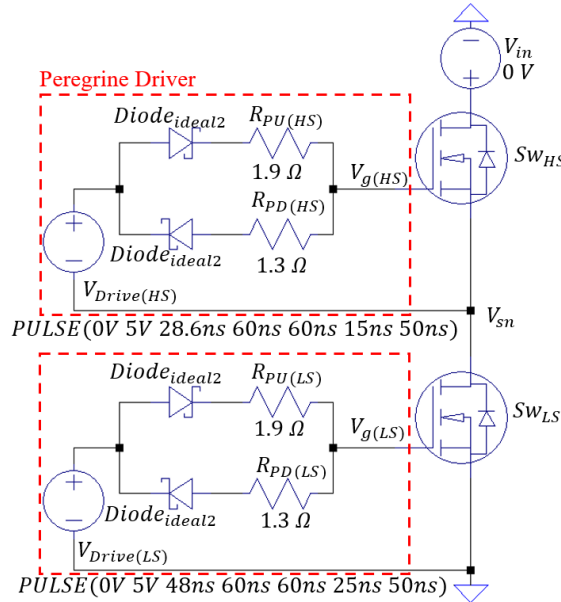 V_in
0 V
Peregrine Driver
Diode_ideal2
R_PU(HS)
1.9 Ω
Sw_HS
V_g(HS)
R_PD(HS)
Diode_ideal2
1.3 Ω
V_Drive(HS)
PULSE(0V 5V 28.6ns 60ns 60ns 15ns 50ns)
V_sn
Diode_ideal2
R_PU(LS)
1.9 Ω
Sw_LS
V_g(LS)
R_PD(LS)
Diode_ideal2
1.3 Ω
V_Drive(LS)
PULSE(0V 5V 48ns 60ns 60ns 25ns 50ns)